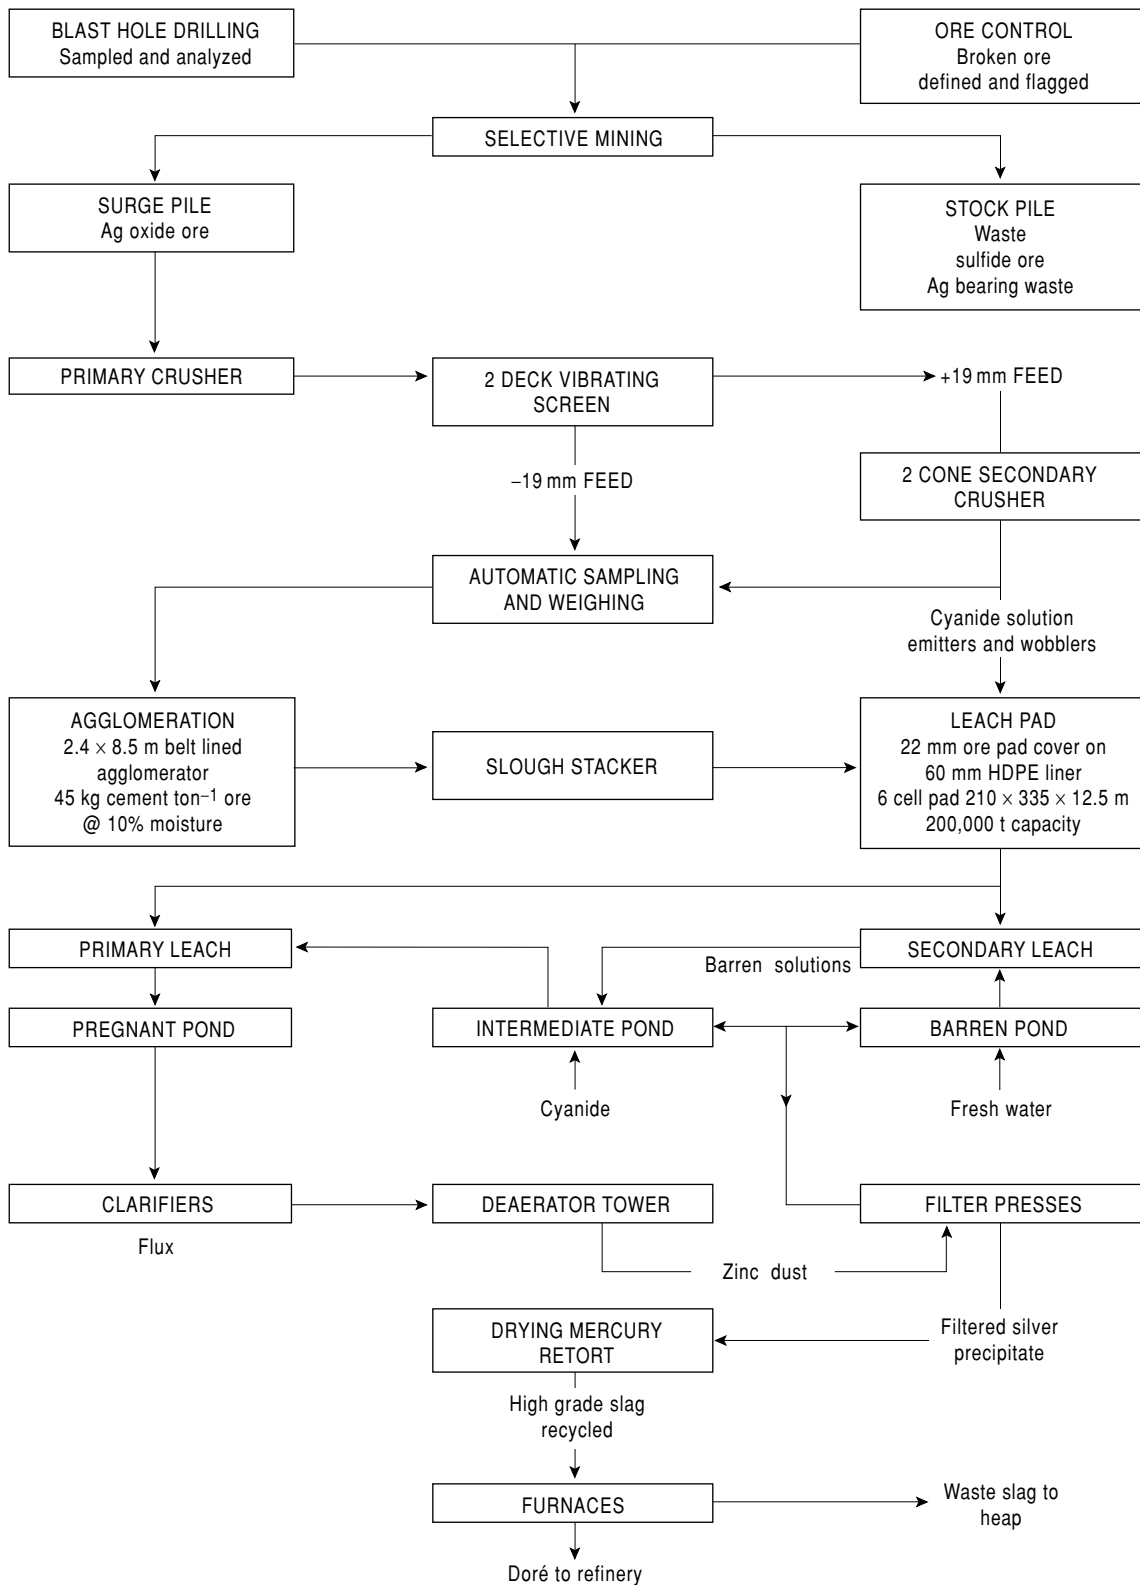 BLAST HOLE DRILLING
Sampled and analyzed
ORE CONTROL
Broken ore
defined and flagged
SELECTIVE MINING
SURGE PILE
Ag oxide ore
STOCK PILE
Waste
sulfide ore
Ag bearing waste
PRIMARY CRUSHER
2 DECK VIBRATING
SCREEN
+19 mm FEED
–19 mm FEED
2 CONE SECONDARY
CRUSHER
AUTOMATIC SAMPLING
AND WEIGHING
Cyanide solution
emitters and wobblers
AGGLOMERATION
2.4 × 8.5 m belt lined
agglomerator
45 kg cement ton⁻¹ ore
@ 10% moisture
SLOUGH STACKER
LEACH PAD
22 mm ore pad cover on
60 mm HDPE liner
6 cell pad 210 × 335 × 12.5 m
200,000 t capacity
PRIMARY LEACH
SECONDARY LEACH
Barren solutions
PREGNANT POND
INTERMEDIATE POND
BARREN POND
Cyanide
Fresh water
CLARIFIERS
DEAERATOR TOWER
FILTER PRESSES
Flux
Zinc dust
DRYING MERCURY
RETORT
Filtered silver
precipitate
High grade slag
recycled
FURNACES
Waste slag to
heap
Doré to refinery